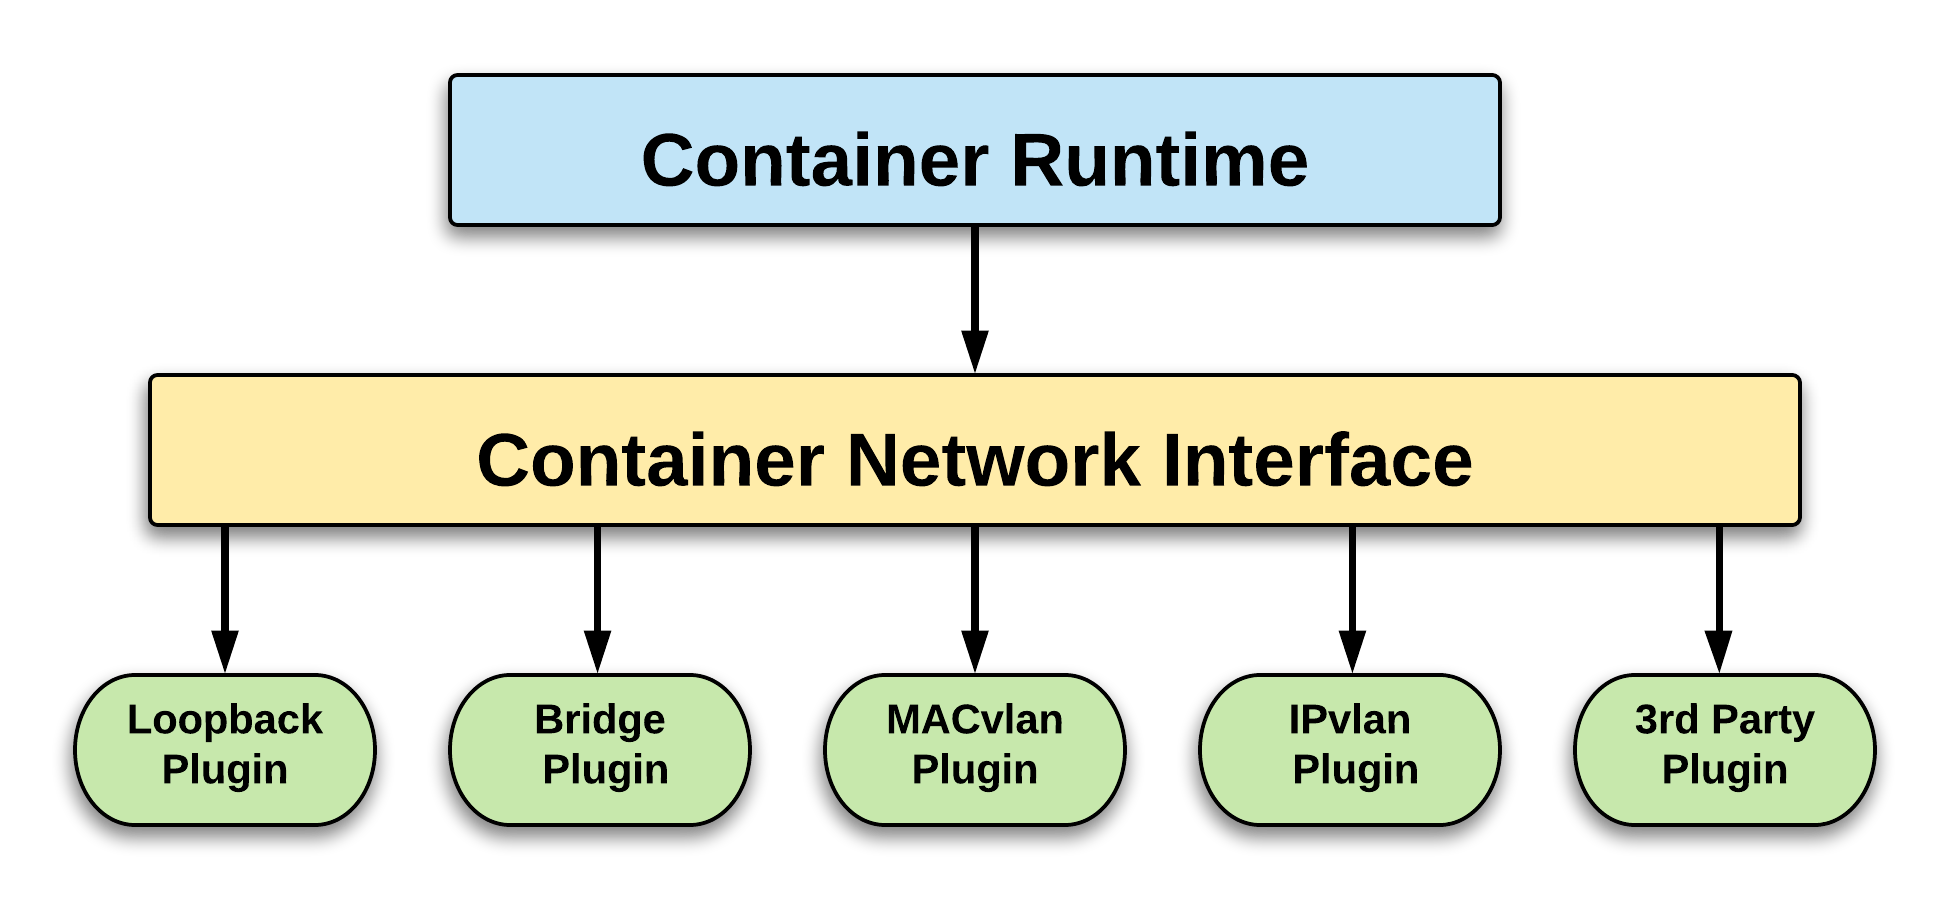 Container Runtime
Container Network Interface
Loopback
Plugin
Bridge
Plugin
MACvlan
Plugin
IPvlan
Plugin
3rd Party
Plugin